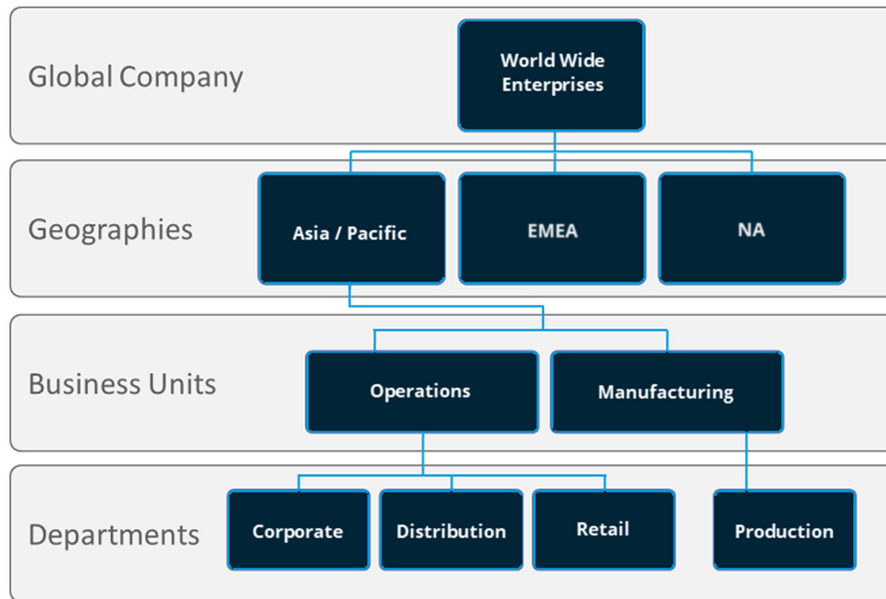 Global Company
World Wide
Enterprises
Geographies
Asia / Pacific
EMEA
NA
Business Units
Operations
Manufacturing
Departments
Corporate
Distribution
Retail
Production